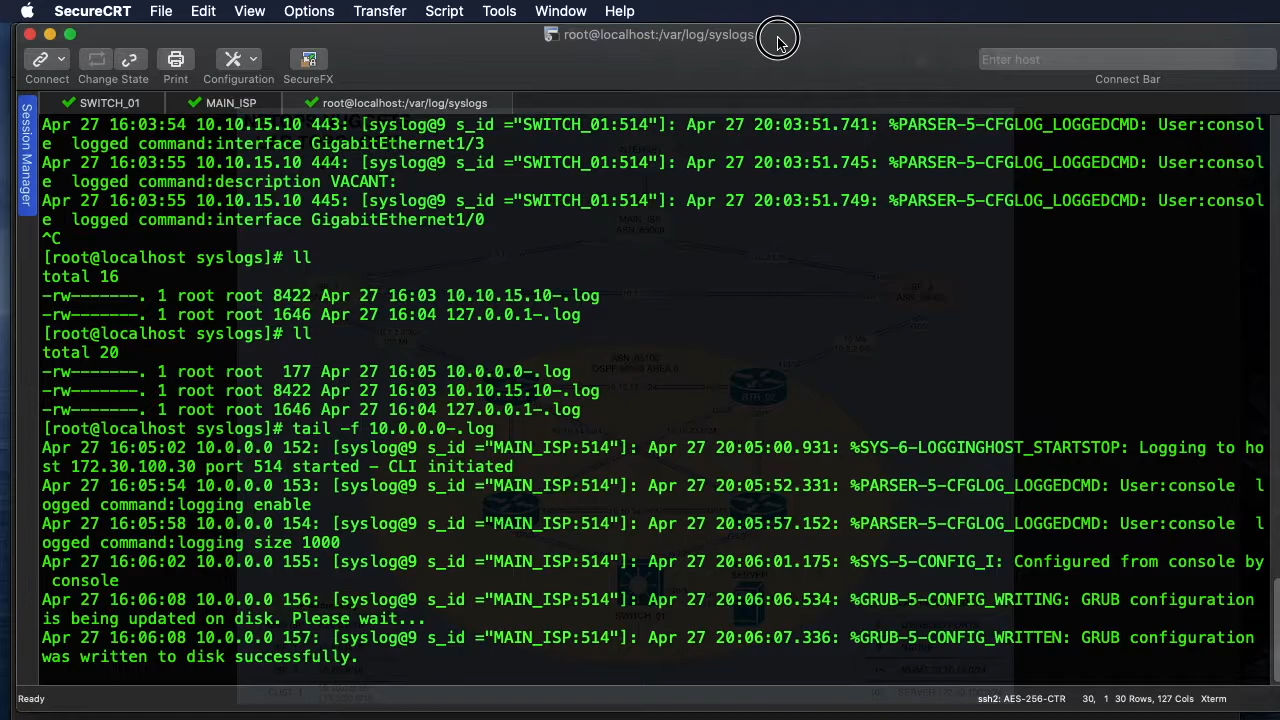 SecureCRT File Edit View Options Transfer Script Tools Window Help
root@localhost:/var/log/syslogs
Connect Change State Print Configuration SecureFX
Enter host
Connect Bar
SWITCH_01 MAIN_ISP root@localhost:/var/log/syslogs
Session Manager
Apr 27 16:03:54 10.10.15.10 443: [syslog@9 s_id ="SWITCH_01:514"]: Apr 27 20:03:51.741: %PARSER-5-CFGLOG_LOGGEDCMD: User:consol
e  logged command:interface GigabitEthernet1/3
Apr 27 16:03:55 10.10.15.10 444: [syslog@9 s_id ="SWITCH_01:514"]: Apr 27 20:03:51.745: %PARSER-5-CFGLOG_LOGGEDCMD: User:consol
e  logged command:description VACANT:
Apr 27 16:03:55 10.10.15.10 445: [syslog@9 s_id ="SWITCH_01:514"]: Apr 27 20:03:51.749: %PARSER-5-CFGLOG_LOGGEDCMD: User:consol
e  logged command:interface GigabitEthernet1/0
^C
[root@localhost syslogs]# ll
total 16
-rw-------. 1 root root 8422 Apr 27 16:03 10.10.15.10-.log
-rw-------. 1 root root 1646 Apr 27 16:04 127.0.0.1-.log
[root@localhost syslogs]# ll
total 20
-rw-------. 1 root root  177 Apr 27 16:05 10.0.0.0-.log
-rw-------. 1 root root 8422 Apr 27 16:03 10.10.15.10-.log
-rw-------. 1 root root 1646 Apr 27 16:04 127.0.0.1-.log
[root@localhost syslogs]# tail -f 10.0.0.0-.log
Apr 27 16:05:02 10.0.0.0 152: [syslog@9 s_id ="MAIN_ISP:514"]: Apr 27 20:05:00.931: %SYS-6-LOGGINGHOST_STARTSTOP: Logging to ho
st 172.30.100.30 port 514 started - CLI initiated
Apr 27 16:05:54 10.0.0.0 153: [syslog@9 s_id ="MAIN_ISP:514"]: Apr 27 20:05:52.331: %PARSER-5-CFGLOG_LOGGEDCMD: User:console  l
ogged command:logging enable
Apr 27 16:05:58 10.0.0.0 154: [syslog@9 s_id ="MAIN_ISP:514"]: Apr 27 20:05:57.152: %PARSER-5-CFGLOG_LOGGEDCMD: User:console  l
ogged command:logging size 1000
Apr 27 16:06:02 10.0.0.0 155: [syslog@9 s_id ="MAIN_ISP:514"]: Apr 27 20:06:01.175: %SYS-5-CONFIG_I: Configured from console by
 console
Apr 27 16:06:08 10.0.0.0 156: [syslog@9 s_id ="MAIN_ISP:514"]: Apr 27 20:06:06.534: %GRUB-5-CONFIG_WRITING: GRUB configuration
is being updated on disk. Please wait...
Apr 27 16:06:08 10.0.0.0 157: [syslog@9 s_id ="MAIN_ISP:514"]: Apr 27 20:06:07.336: %GRUB-5-CONFIG_WRITTEN: GRUB configuration
was written to disk successfully.
Ready ssh2: AES-256-CTR 30, 1 30 Rows, 127 Cols Xterm